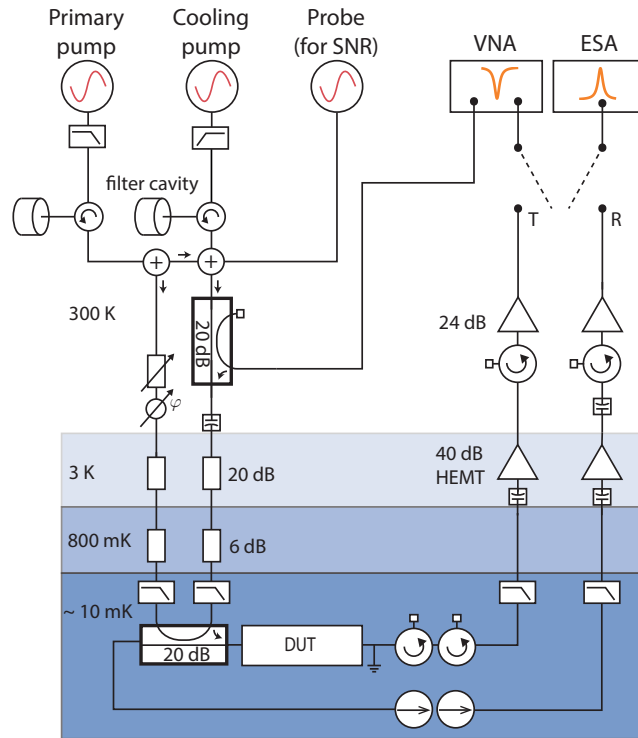 Primary
pump
Cooling
pump
Probe
(for SNR)
VNA
ESA
filter cavity
T
R
300 K
20 dB
24 dB
φ
3 K
20 dB
40 dB
HEMT
800 mK
6 dB
~ 10 mK
20 dB
DUT